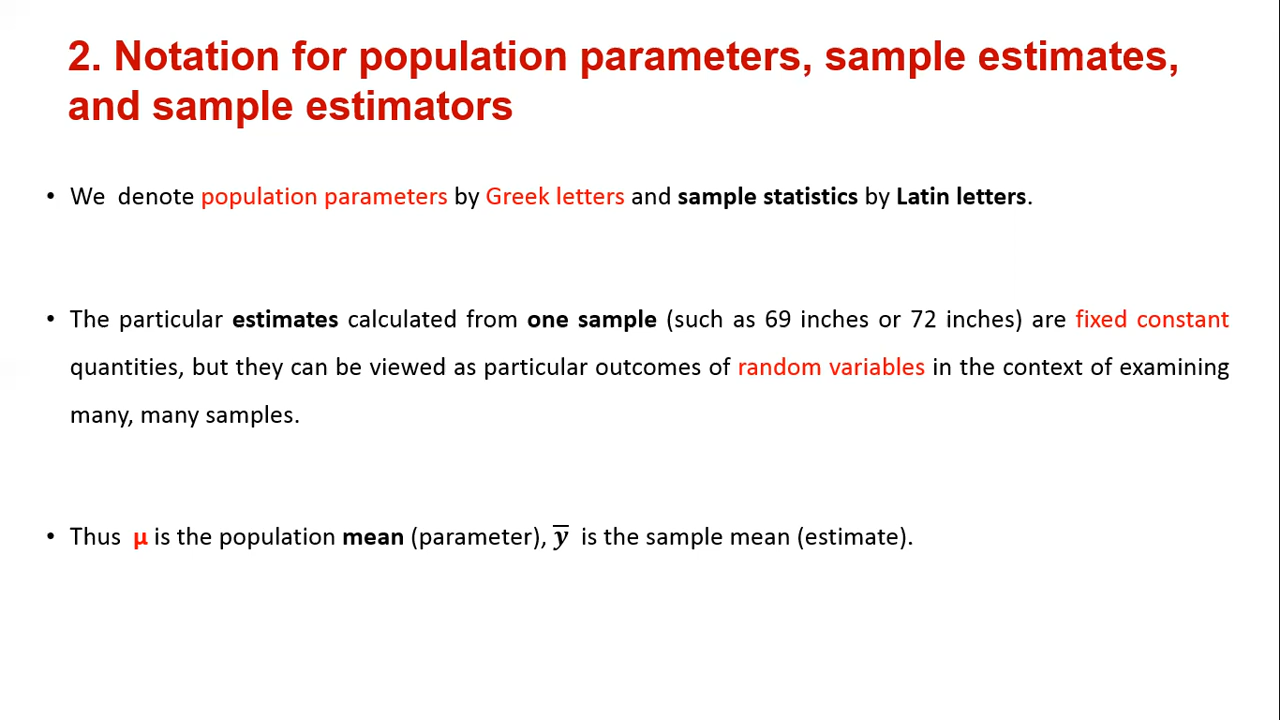 2. Notation for population parameters, sample estimates,
and sample estimators
• We denote population parameters by Greek letters and sample statistics by Latin letters.
• The particular estimates calculated from one sample (such as 69 inches or 72 inches) are fixed constant
quantities, but they can be viewed as particular outcomes of random variables in the context of examining
many, many samples.
• Thus μ is the population mean (parameter), y̅ is the sample mean (estimate).